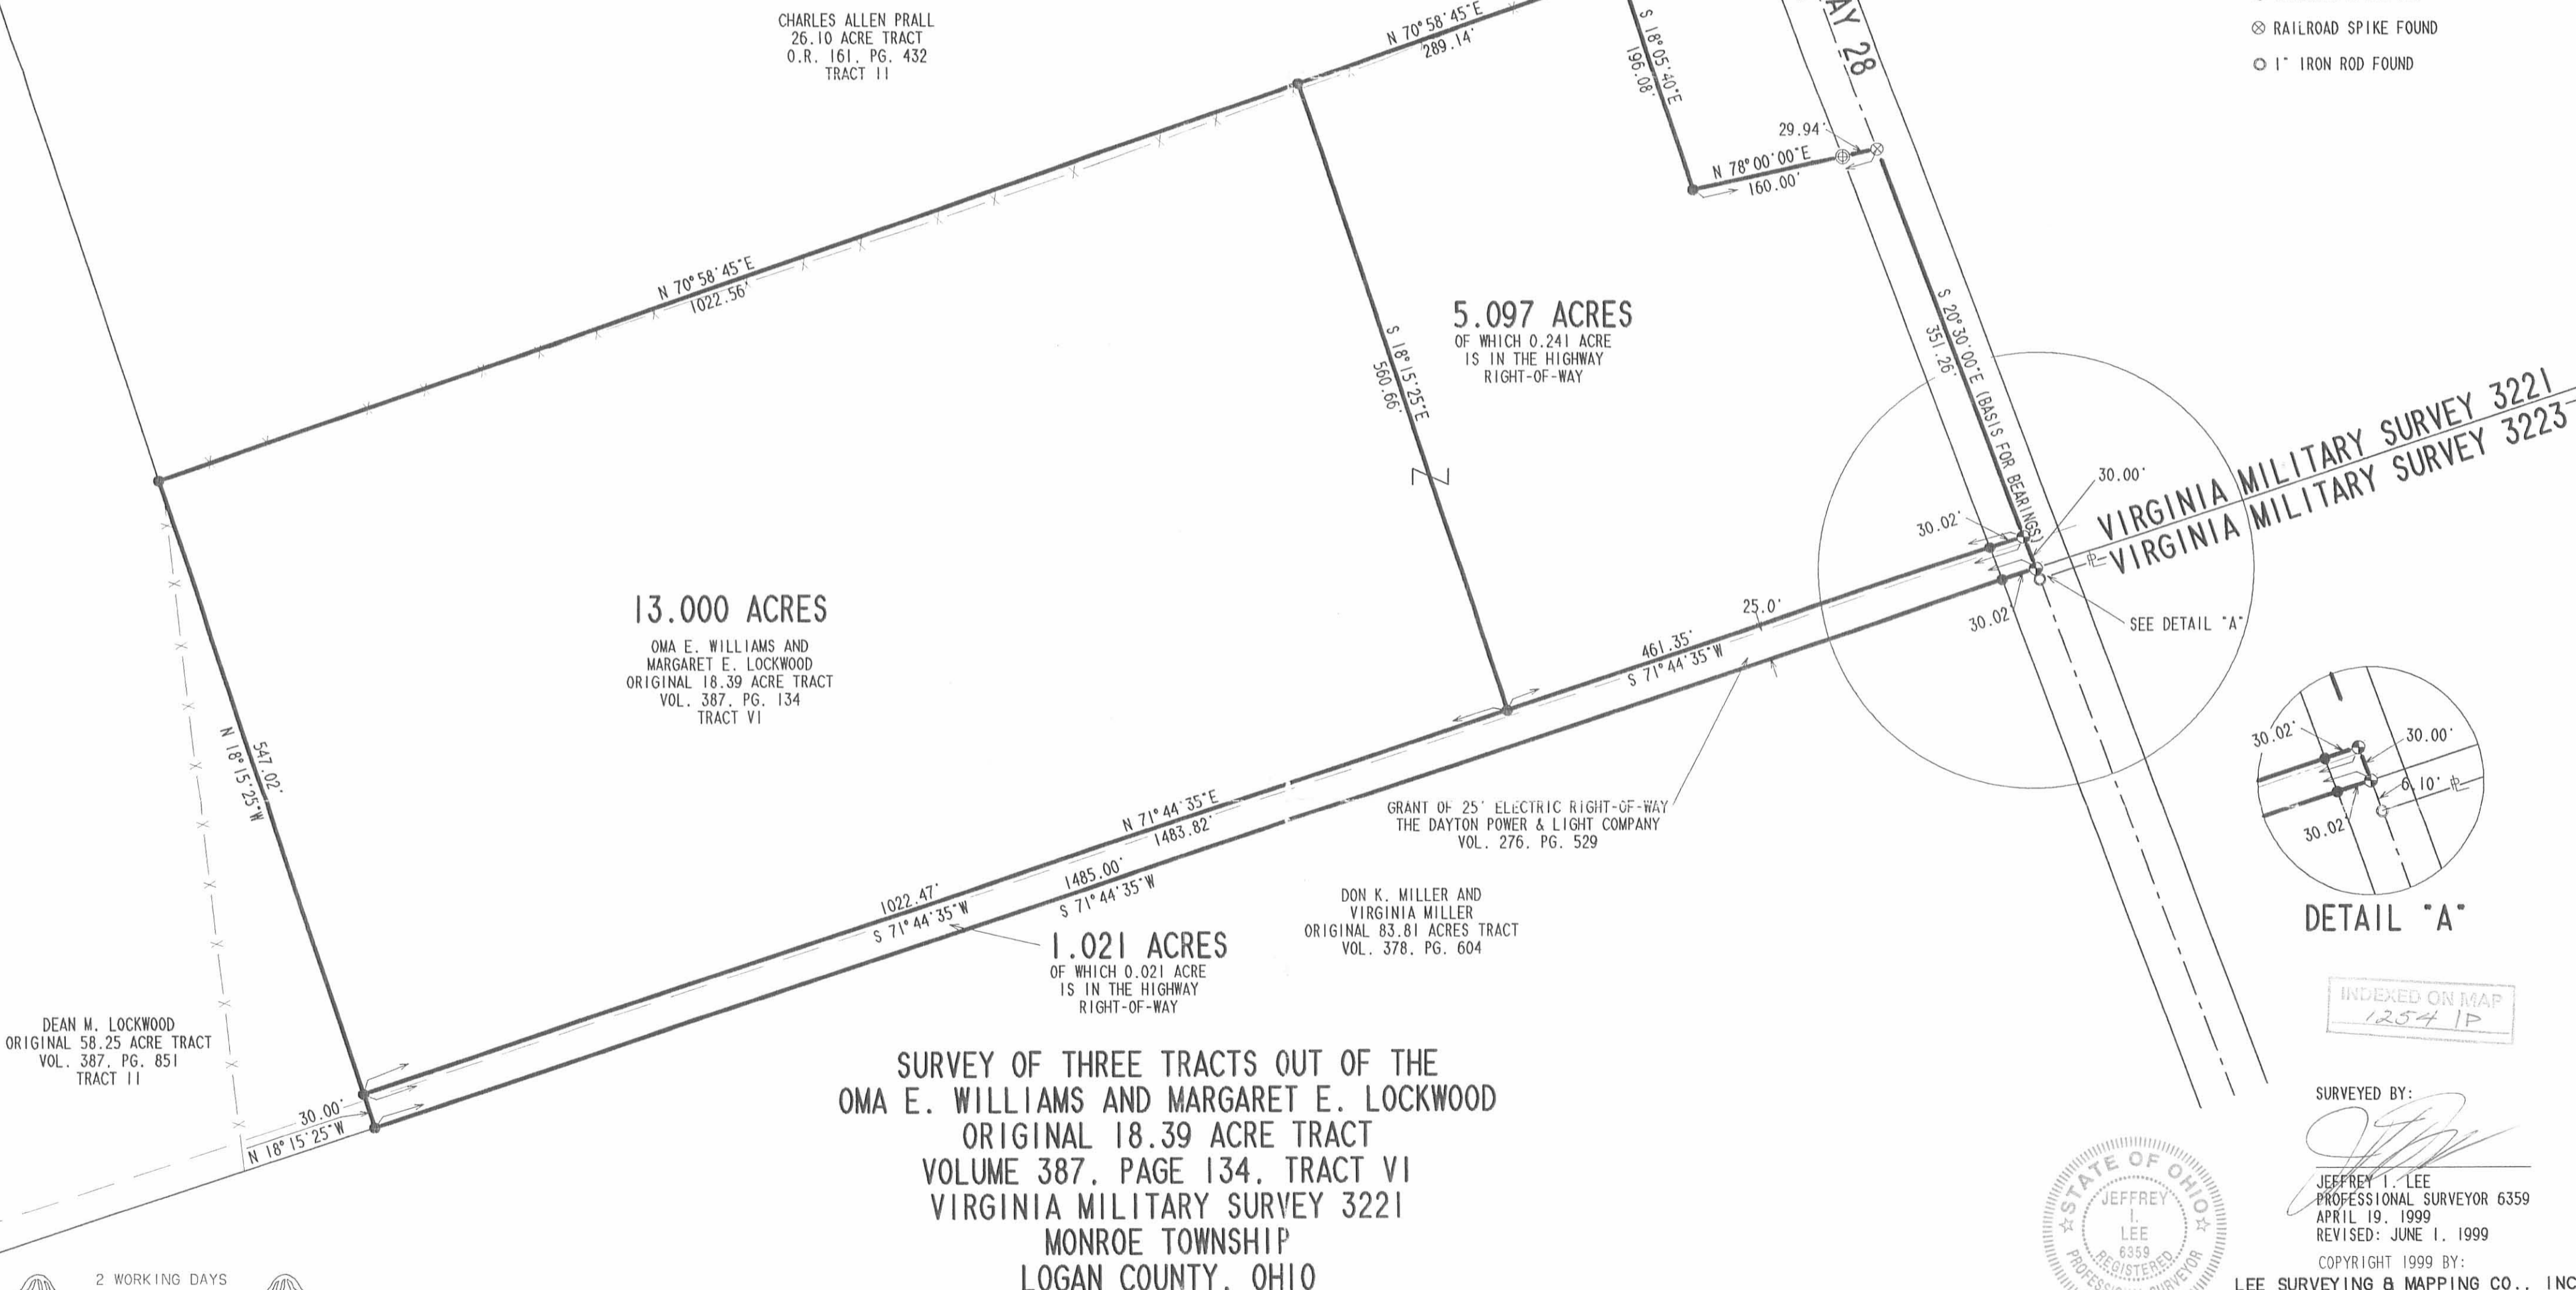 CHARLES ALLEN PRALL
26.10 ACRE TRACT
O.R. 161, PG. 432
TRACT II
N 70°58'45"E
289.14'
S 18°05'40"E
196.08'
AY 28
⊗ RAILROAD SPIKE FOUND
O 1" IRON ROD FOUND
29.94'
N 78°00'00"E
160.00'
N 70°58'45"E
1022.56'
5.097 ACRES
OF WHICH 0.241 ACRE
IS IN THE HIGHWAY
RIGHT-OF-WAY
S 18°15'25"E
560.66'
S 20°30'00"E (BASIS FOR BEARINGS)
351.26'
VIRGINIA MILITARY SURVEY 3221
VIRGINIA MILITARY SURVEY 3223
30.00'
30.02'
30.02'
SEE DETAIL "A"
13.000 ACRES
OMA E. WILLIAMS AND
MARGARET E. LOCKWOOD
ORIGINAL 18.39 ACRE TRACT
VOL. 387, PG. 134
TRACT VI
25.0'
461.35'
S 71°44'35"W
547.02'
N 18°15'25"W
N 71°44'35"E
1483.82'
1485.00'
S 71°44'35"W
1022.47'
S 71°44'35"W
GRANT OF 25' ELECTRIC RIGHT-OF-WAY
THE DAYTON POWER & LIGHT COMPANY
VOL. 276, PG. 529
DON K. MILLER AND
VIRGINIA MILLER
ORIGINAL 83.81 ACRES TRACT
VOL. 378, PG. 604
1.021 ACRES
OF WHICH 0.021 ACRE
IS IN THE HIGHWAY
RIGHT-OF-WAY
30.02'
30.00'
6.10'
30.02'
DETAIL "A"
INDEXED ON MAP
1254 1P
DEAN M. LOCKWOOD
ORIGINAL 58.25 ACRE TRACT
VOL. 387, PG. 851
TRACT II
30.00'
N 18°15'25"W
SURVEY OF THREE TRACTS OUT OF THE
OMA E. WILLIAMS AND MARGARET E. LOCKWOOD
ORIGINAL 18.39 ACRE TRACT
VOLUME 387, PAGE 134, TRACT VI
VIRGINIA MILITARY SURVEY 3221
MONROE TOWNSHIP
LOGAN COUNTY, OHIO
SURVEYED BY:
JEFFREY I. LEE
PROFESSIONAL SURVEYOR 6359
APRIL 19, 1999
REVISED: JUNE 1, 1999
COPYRIGHT 1999 BY:
LEE SURVEYING & MAPPING CO., INC
STATE OF OHIO
JEFFREY
I.
LEE
6359
REGISTERED
PROFESSIONAL SURVEYOR
2 WORKING DAYS